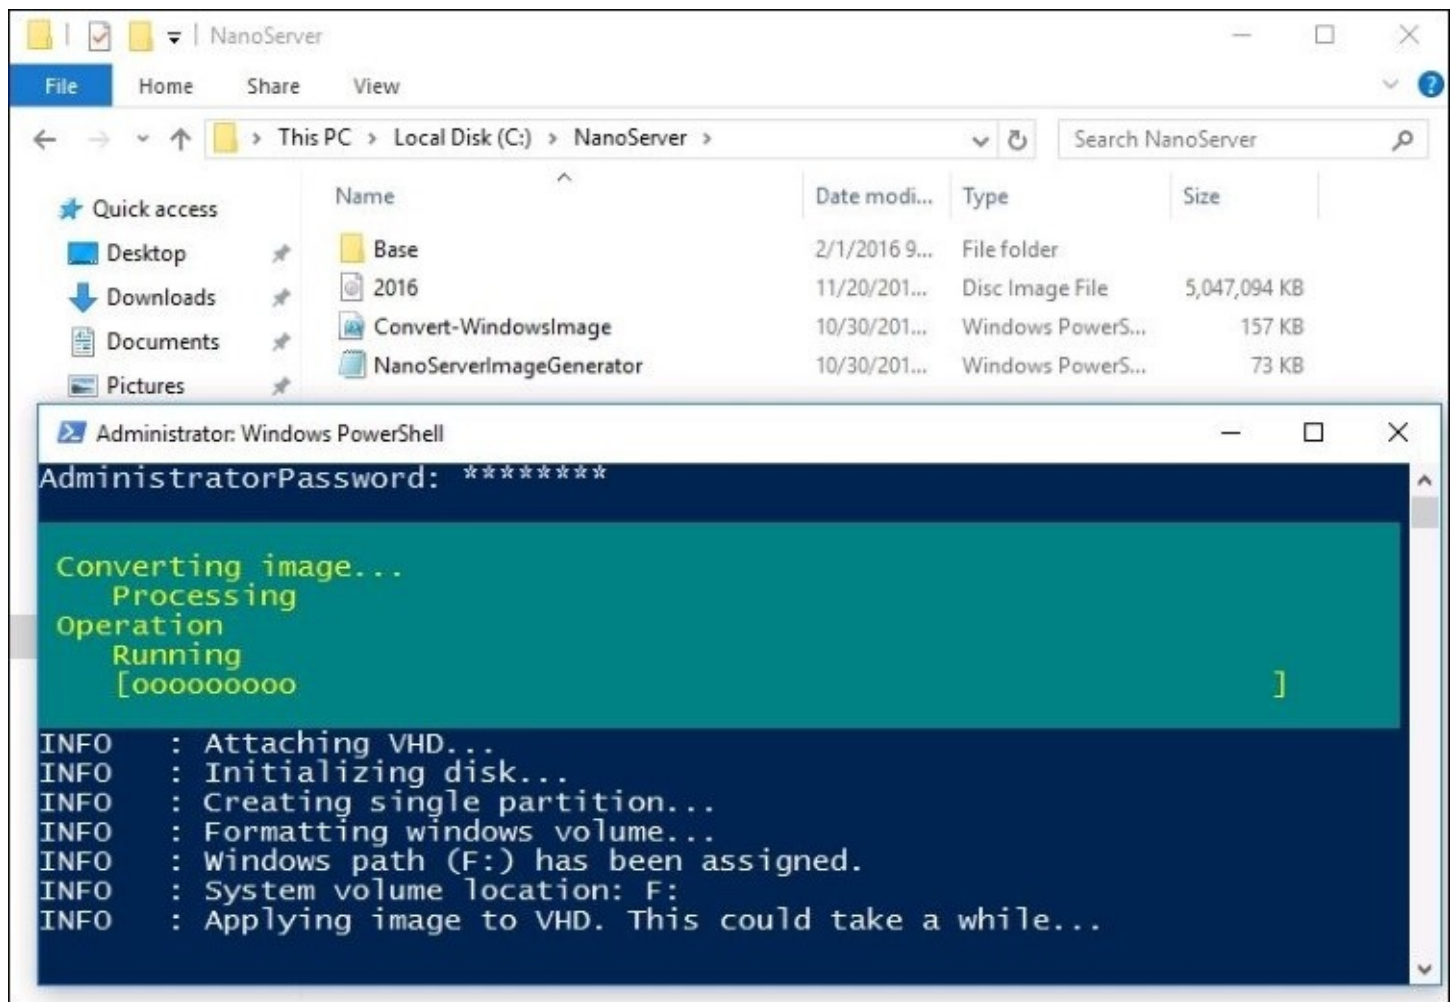 NanoServer
File Home Share View
This PC > Local Disk (C:) > NanoServer > Search NanoServer
Name Date modi... Type Size
Quick access
Desktop
Downloads
Documents
Pictures
Base 2/1/2016 9... File folder
2016 11/20/201... Disc Image File 5,047,094 KB
Convert-WindowsImage 10/30/201... Windows PowerS... 157 KB
NanoServerImageGenerator 10/30/201... Windows PowerS... 73 KB
Administrator: Windows PowerShell
AdministratorPassword: ********
Converting image...
Processing
Operation
Running
[ooooooooo ]
INFO : Attaching VHD...
INFO : Initializing disk...
INFO : Creating single partition...
INFO : Formatting windows volume...
INFO : Windows path (F:) has been assigned.
INFO : System volume location: F:
INFO : Applying image to VHD. This could take a while...